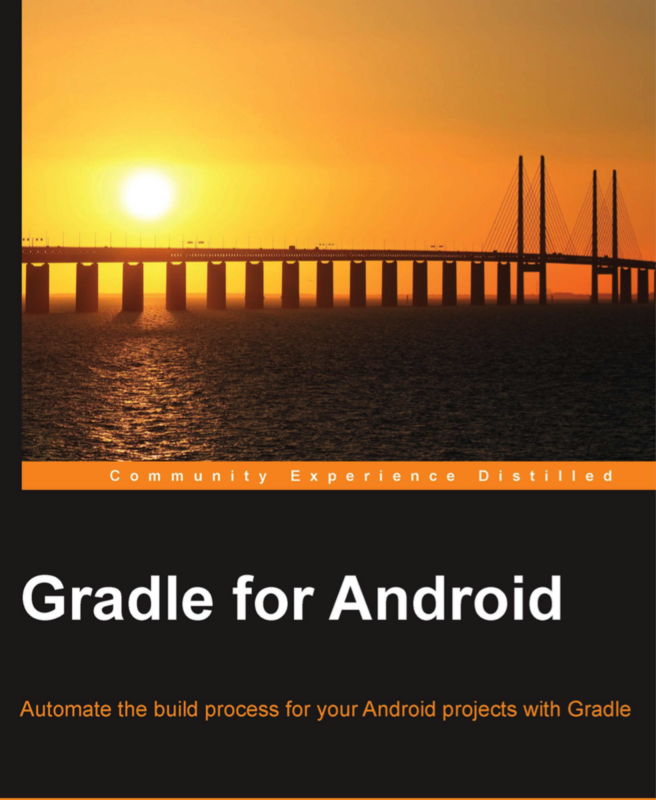 Community Experience Distilled
Gradle for Android
Automate the build process for your Android projects with Gradle